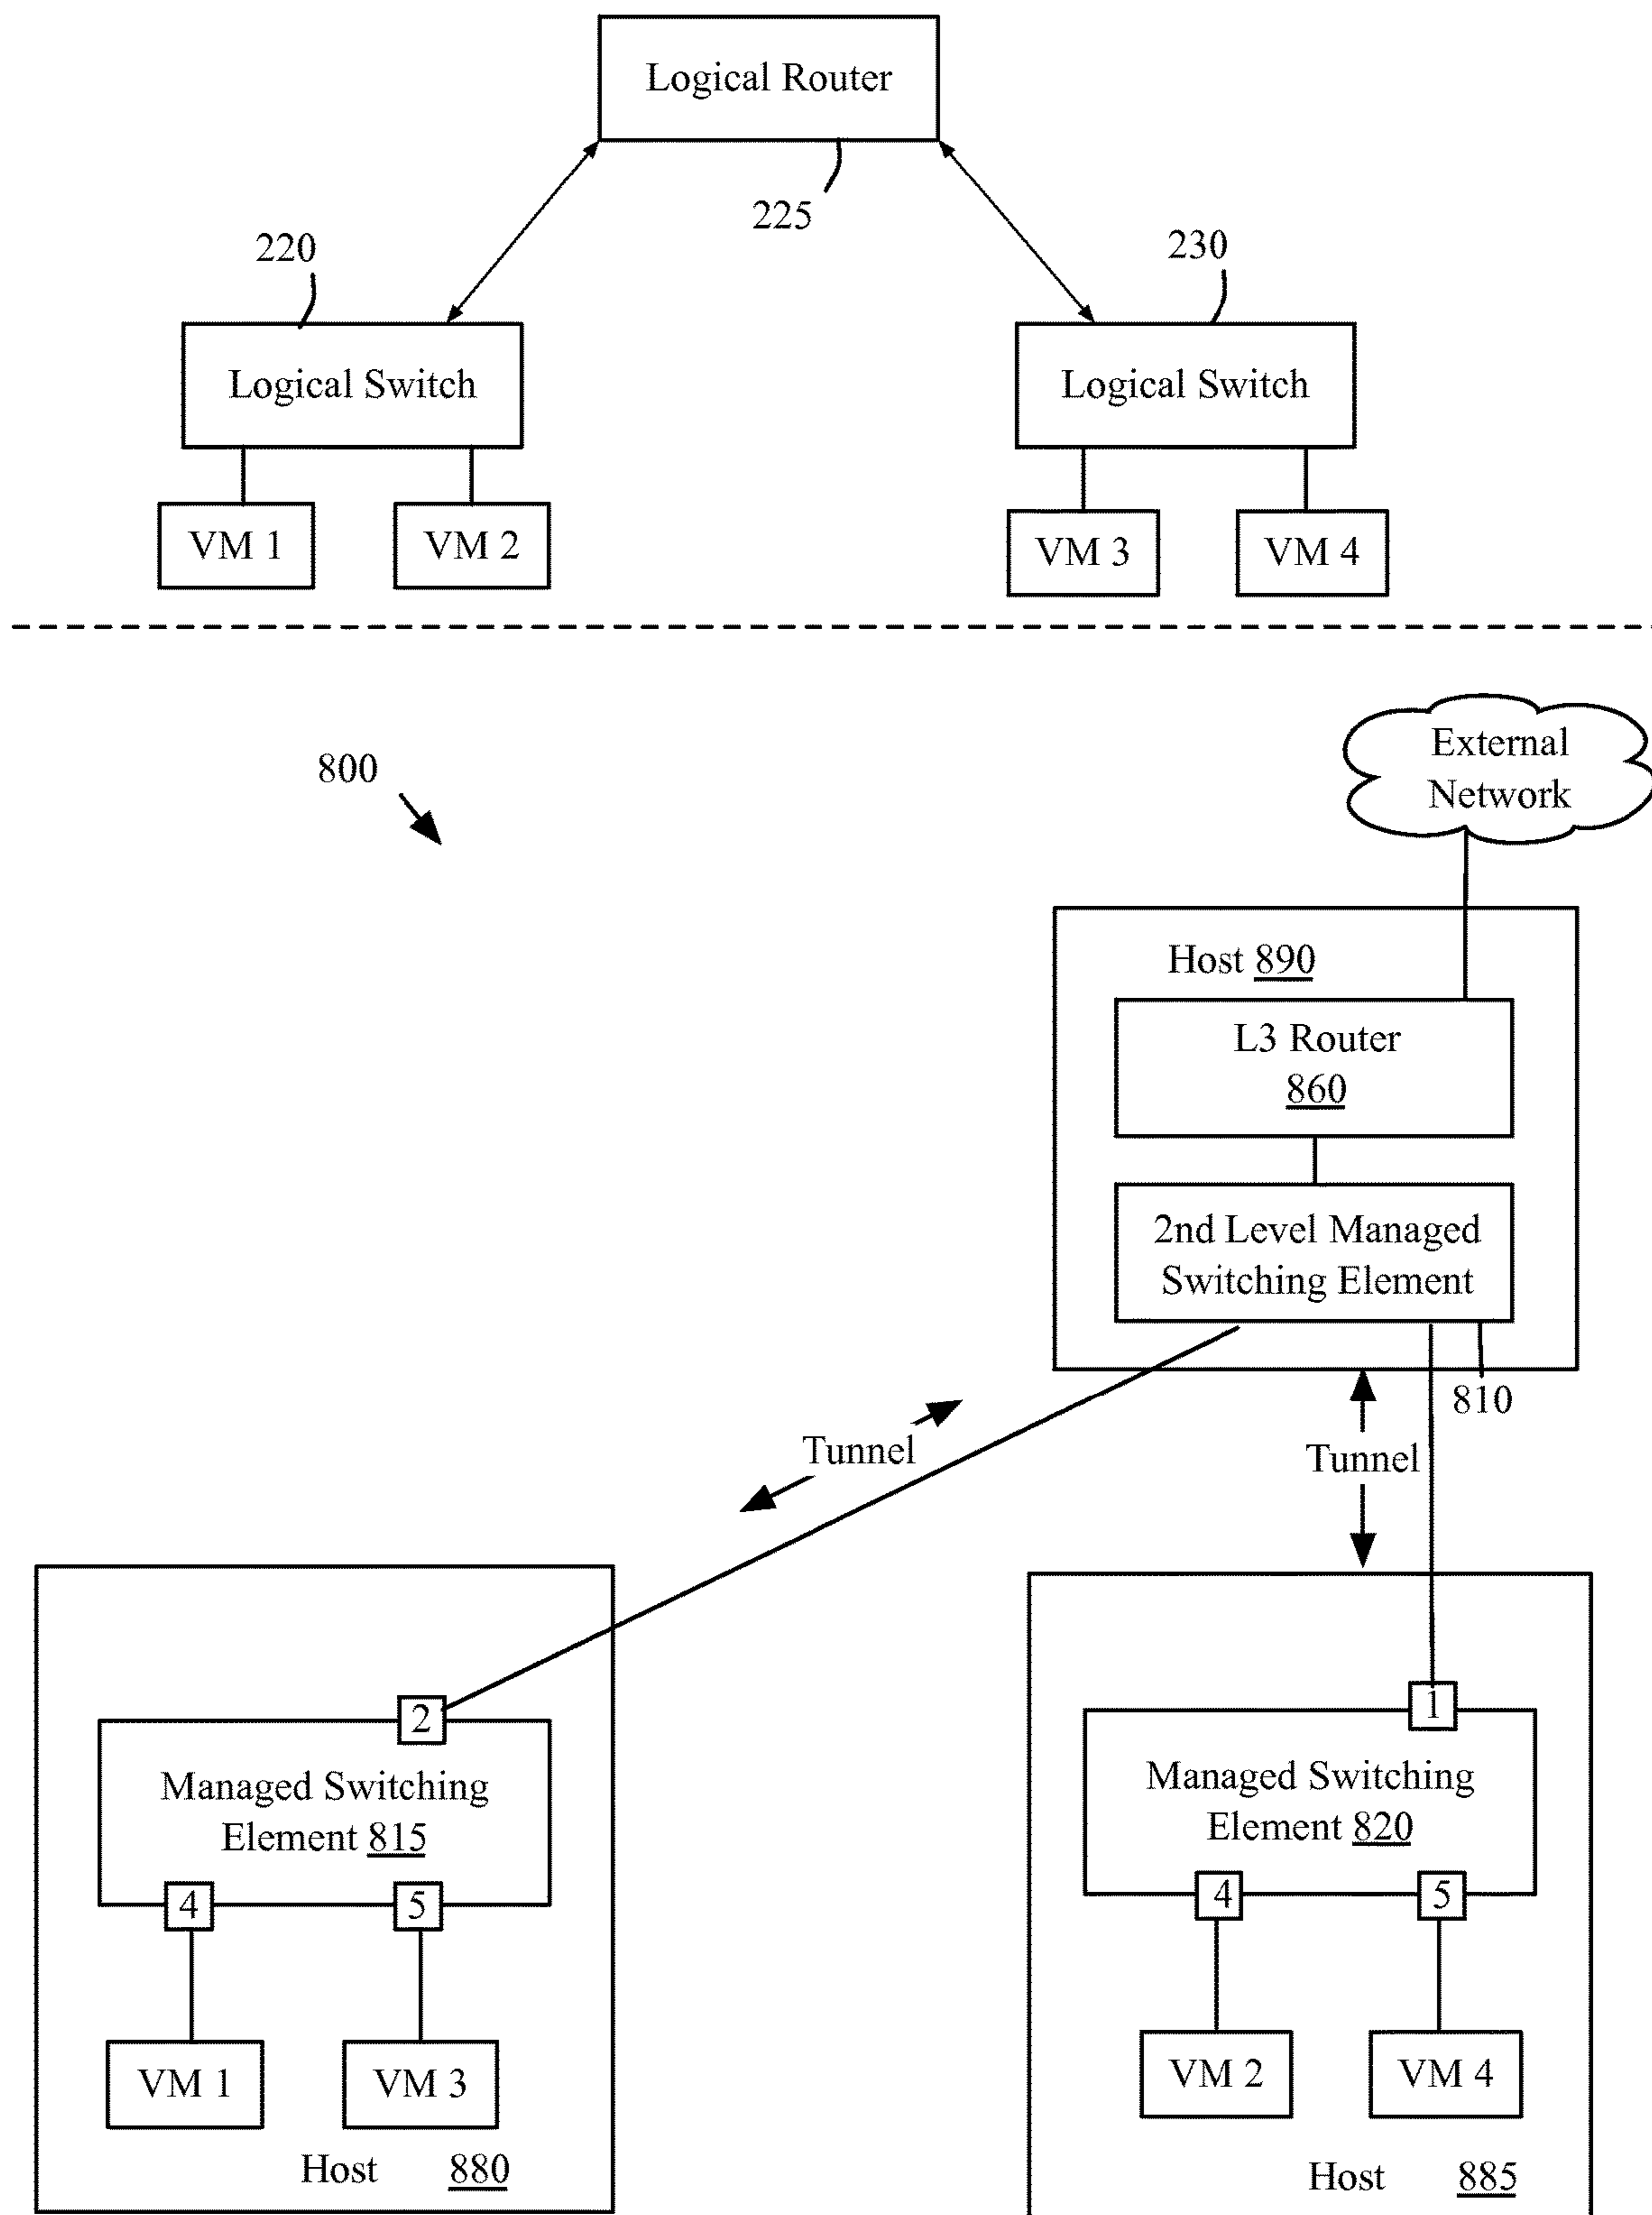 Logical Router
225
220
230
Logical Switch
Logical Switch
VM 1
VM 2
VM 3
VM 4
External
Network
800
Host 890
L3 Router
860
2nd Level Managed
Switching Element
810
Tunnel
Tunnel
2
1
Managed Switching
Element 815
Managed Switching
Element 820
4
5
4
5
VM 1
VM 3
VM 2
VM 4
Host 880
Host 885